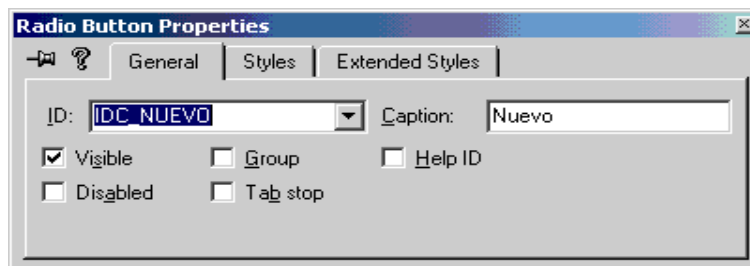 Radio Button Properties
General Styles Extended Styles
ID: IDC_NUEVO Caption: Nuevo
Visible Group Help ID
Disabled Tab stop